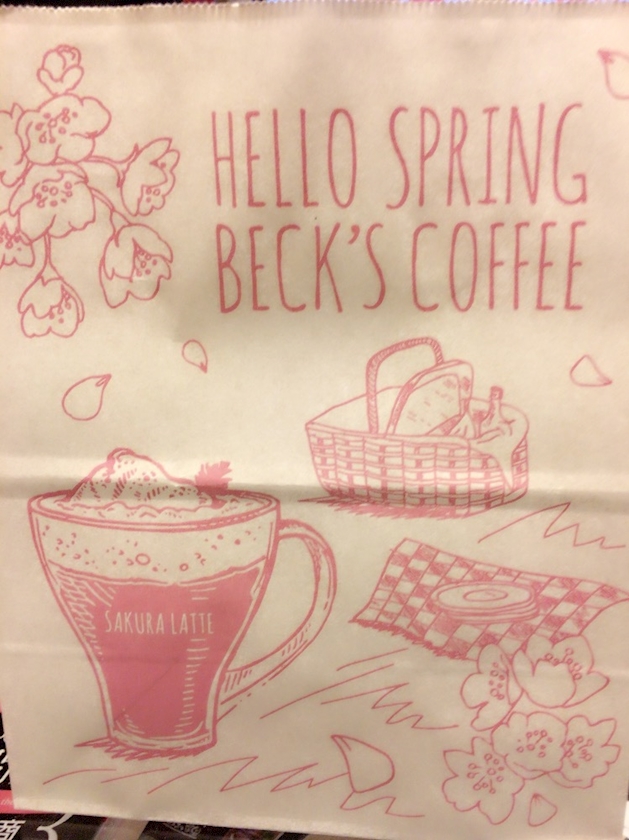 HELLO SPRING
BECK'S COFFEE
SAKURA LATTE